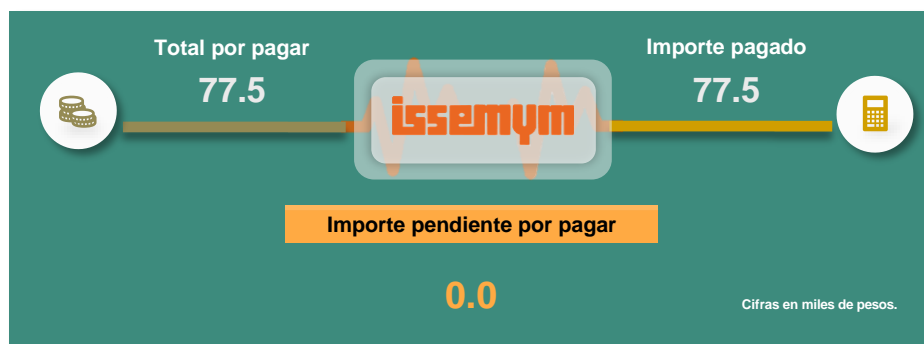 Total por pagar
77.5
Importe pagado
77.5
issemym
Importe pendiente por pagar
0.0
Cifras en miles de pesos.